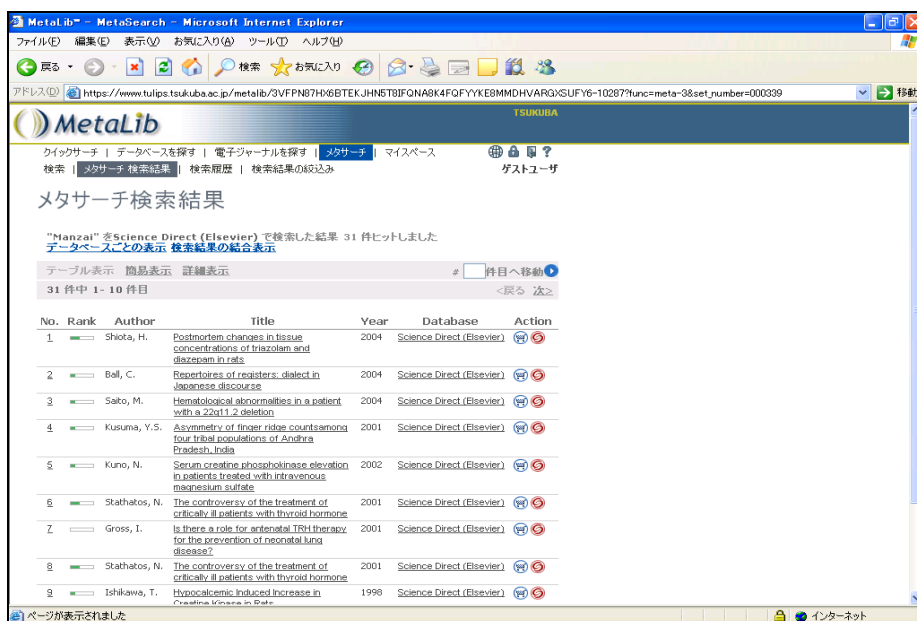 MetaLib™ - MetaSearch - Microsoft Internet Explorer
ファイル(F) 編集(E) 表示(V) お気に入り(A) ツール(T) ヘルプ(H)
戻る 検索 お気に入り
アドレス(D) https://www.tulips.tsukuba.ac.jp/metalib/3VFPN87HX6BTEKJHN5T8IFQNA8K4FQFYYKE8MMDHVARGXSUFY6-10287?func=meta-3&set_number=000339 移動
MetaLib TSUKUBA
クイックサーチ | データベースを探す | 電子ジャーナルを探す | メタサーチ | マイスペース ?
検索 | メタサーチ 検索結果 | 検索履歴 | 検索結果の絞込み ゲストユーザ
メタサーチ検索結果
"Manzai" をScience Direct (Elsevier) で検索した結果 31 件ヒットしました
データベースごとの表示 検索結果の結合表示
テーブル表示 簡易表示 詳細表示 # 件目へ移動
31 件中 1- 10 件目 <戻る 次>
No. Rank Author Title Year Database Action
1 Shiota, H. Postmortem changes in tissue 2004 Science Direct (Elsevier)
concentrations of triazolam and
diazepam in rats
2 Ball, C. Repertoires of registers: dialect in 2004 Science Direct (Elsevier)
Japanese discourse
3 Saito, M. Hematological abnormalities in a patient 2004 Science Direct (Elsevier)
with a 22q11.2 deletion
4 Kusuma, Y.S. Asymmetry of finger ridge countsamong 2001 Science Direct (Elsevier)
four tribal populations of Andhra
Pradesh, India
5 Kuno, N. Serum creatine phosphokinase elevation 2002 Science Direct (Elsevier)
in patients treated with intravenous
magnesium sulfate
6 Stathatos, N. The controversy of the treatment of 2001 Science Direct (Elsevier)
critically ill patients with thyroid hormone
7 Gross, I. Is there a role for antenatal TRH therapy 2001 Science Direct (Elsevier)
for the prevention of neonatal lung
disease?
8 Stathatos, N. The controversy of the treatment of 2001 Science Direct (Elsevier)
critically ill patients with thyroid hormone
9 Ishikawa, T. Hypocalcemic Induced Increase in 1998 Science Direct (Elsevier)
Creatine Kinase in Rats
ページが表示されました インターネット